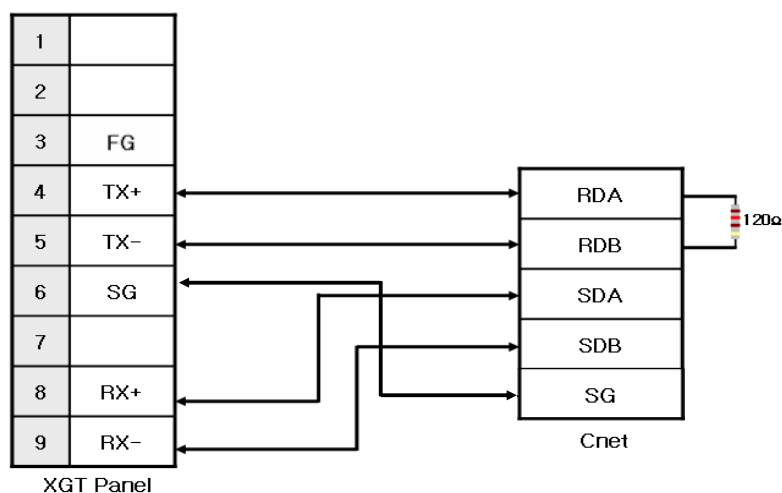 1
2
3 FG
4 TX+
5 TX-
6 SG
7
8 RX+
9 RX-
XGT Panel
RDA
RDB
SDA
SDB
SG
Cnet
120Ω